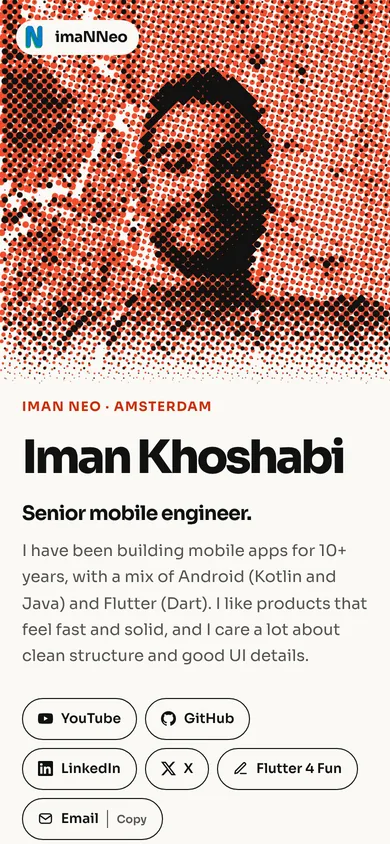 imaNNeo
IMAN NEO · AMSTERDAM
Iman Khoshabi
Senior mobile engineer.
I have been building mobile apps for 10+
years, with a mix of Android (Kotlin and
Java) and Flutter (Dart). I like products that
feel fast and solid, and I care a lot about
clean structure and good UI details.
YouTube GitHub
LinkedIn X Flutter 4 Fun
Email | Copy